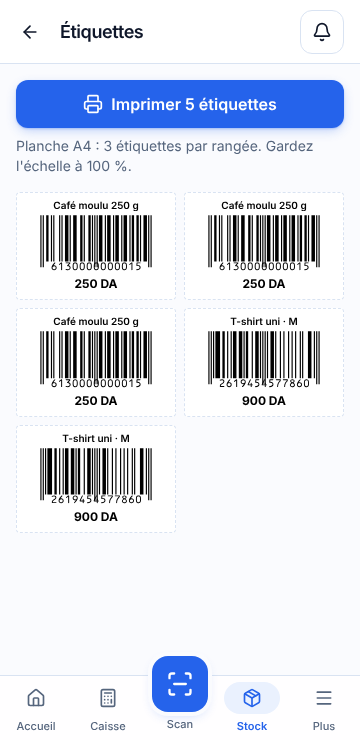 Étiquettes
Imprimer 5 étiquettes
Planche A4 : 3 étiquettes par rangée. Gardez
l'échelle à 100 %.
Café moulu 250 g
6130000000015
250 DA
Café moulu 250 g
6130000000015
250 DA
Café moulu 250 g
6130000000015
250 DA
T-shirt uni · M
2619454577860
900 DA
T-shirt uni · M
2619454577860
900 DA
Accueil
Caisse
Scan
Stock
Plus